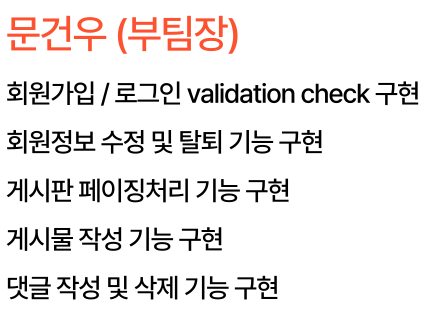 문건우 (부팀장)
회원가입 / 로그인 validation check 구현
회원정보 수정 및 탈퇴 기능 구현
게시판 페이징처리 기능 구현
게시물 작성 기능 구현
댓글 작성 및 삭제 기능 구현